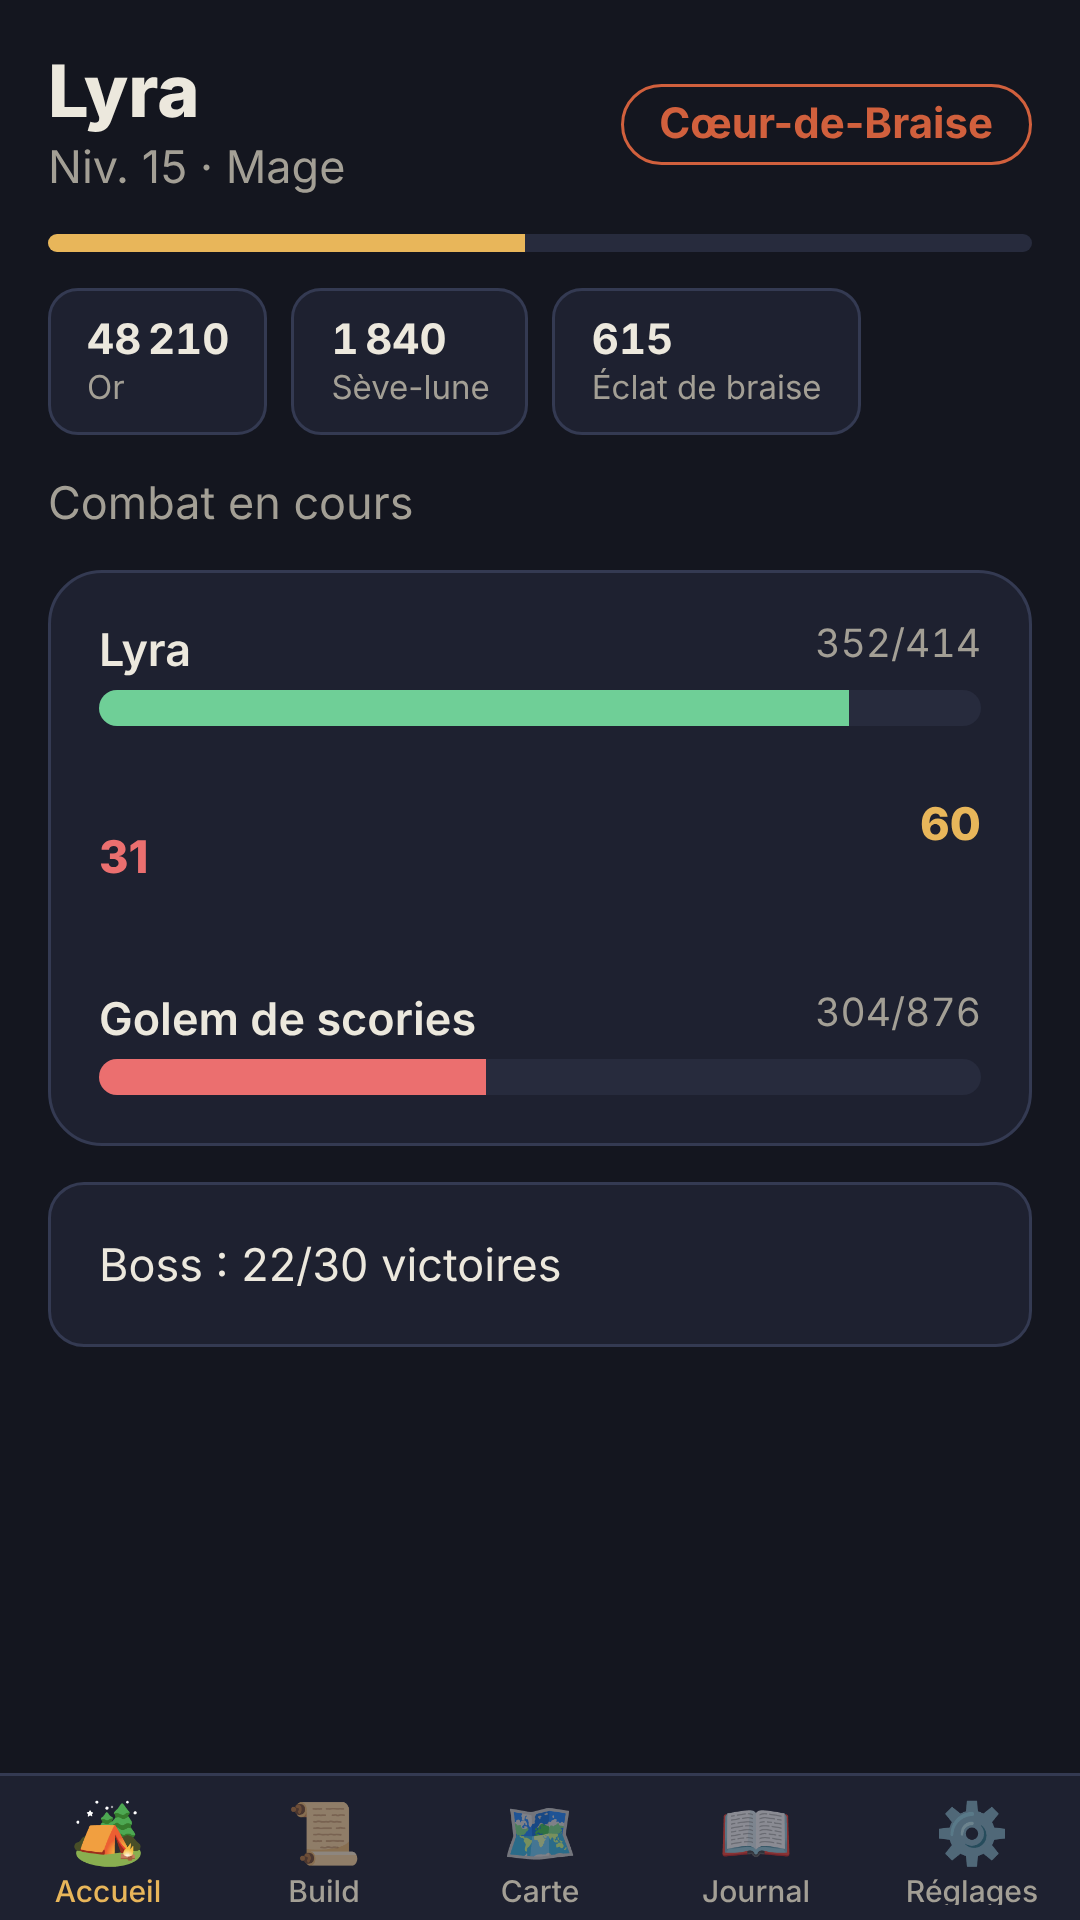 Lyra
Cœur-de-Braise
Niv. 15 · Mage
48 210
Or
1 840
Sève-lune
615
Éclat de braise
Combat en cours
Lyra
352/414
60
31
Golem de scories
304/876
Boss : 22/30 victoires
Accueil
Build
Carte
Journal
Réglages